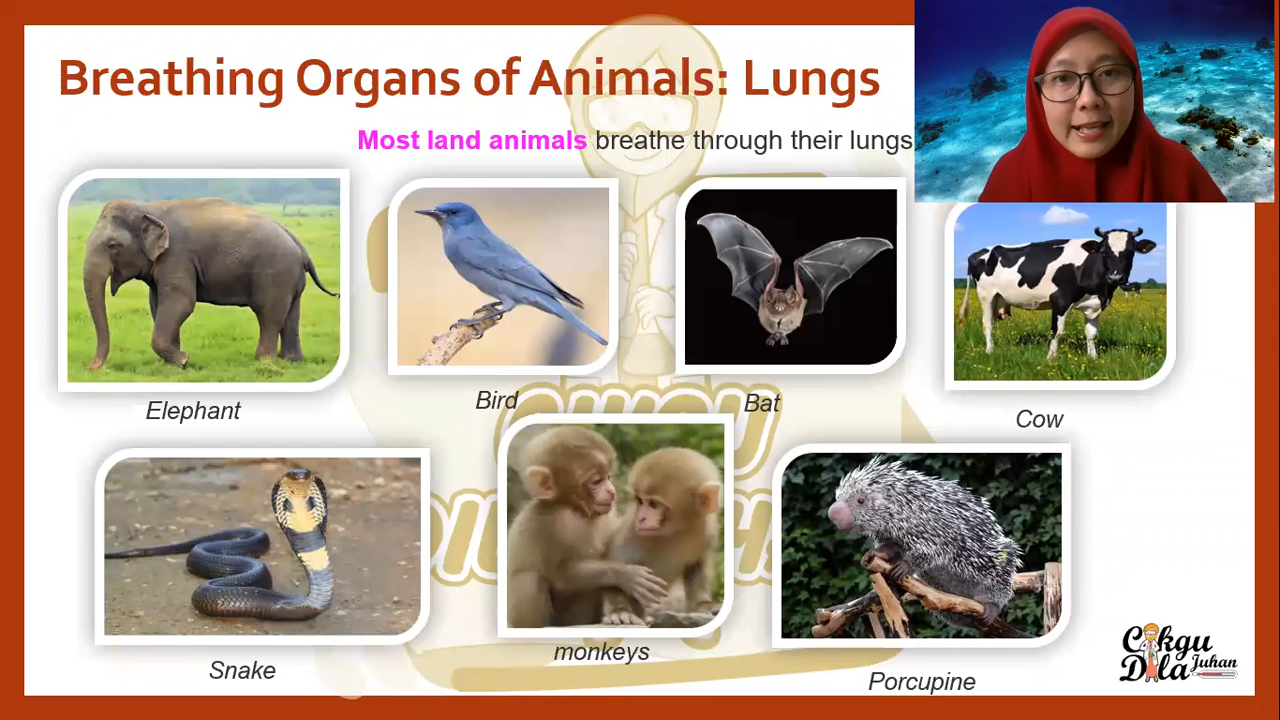 Breathing Organs of Animals: Lungs
Most land animals breathe through their lungs
Elephant
Bird
Bat
Cow
Snake
monkeys
Porcupine
Cikgu
Dila Juhan